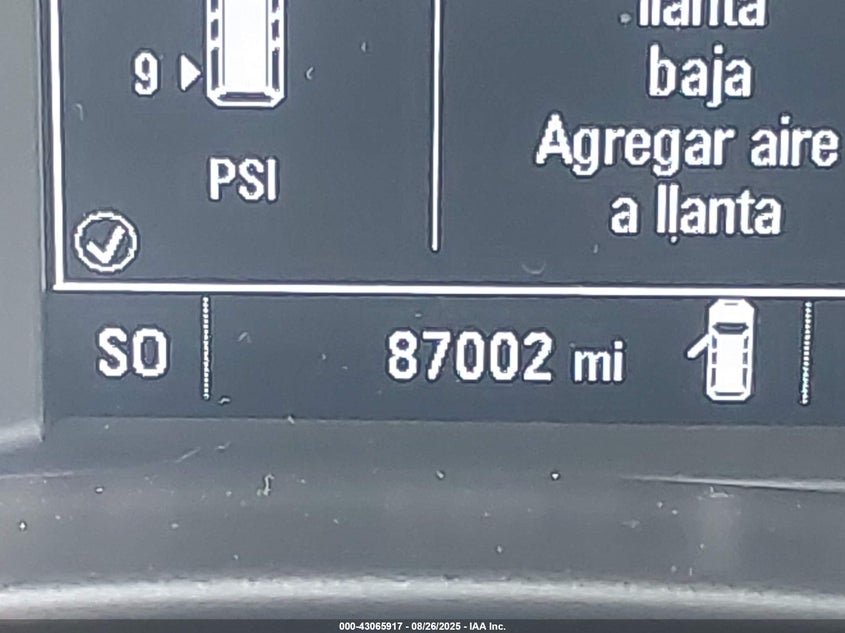 llanta
baja
Agregar aire
a llanta
9
PSI
SO
87002 mi
000-43065917 - 08/26/2025 - IAA Inc.